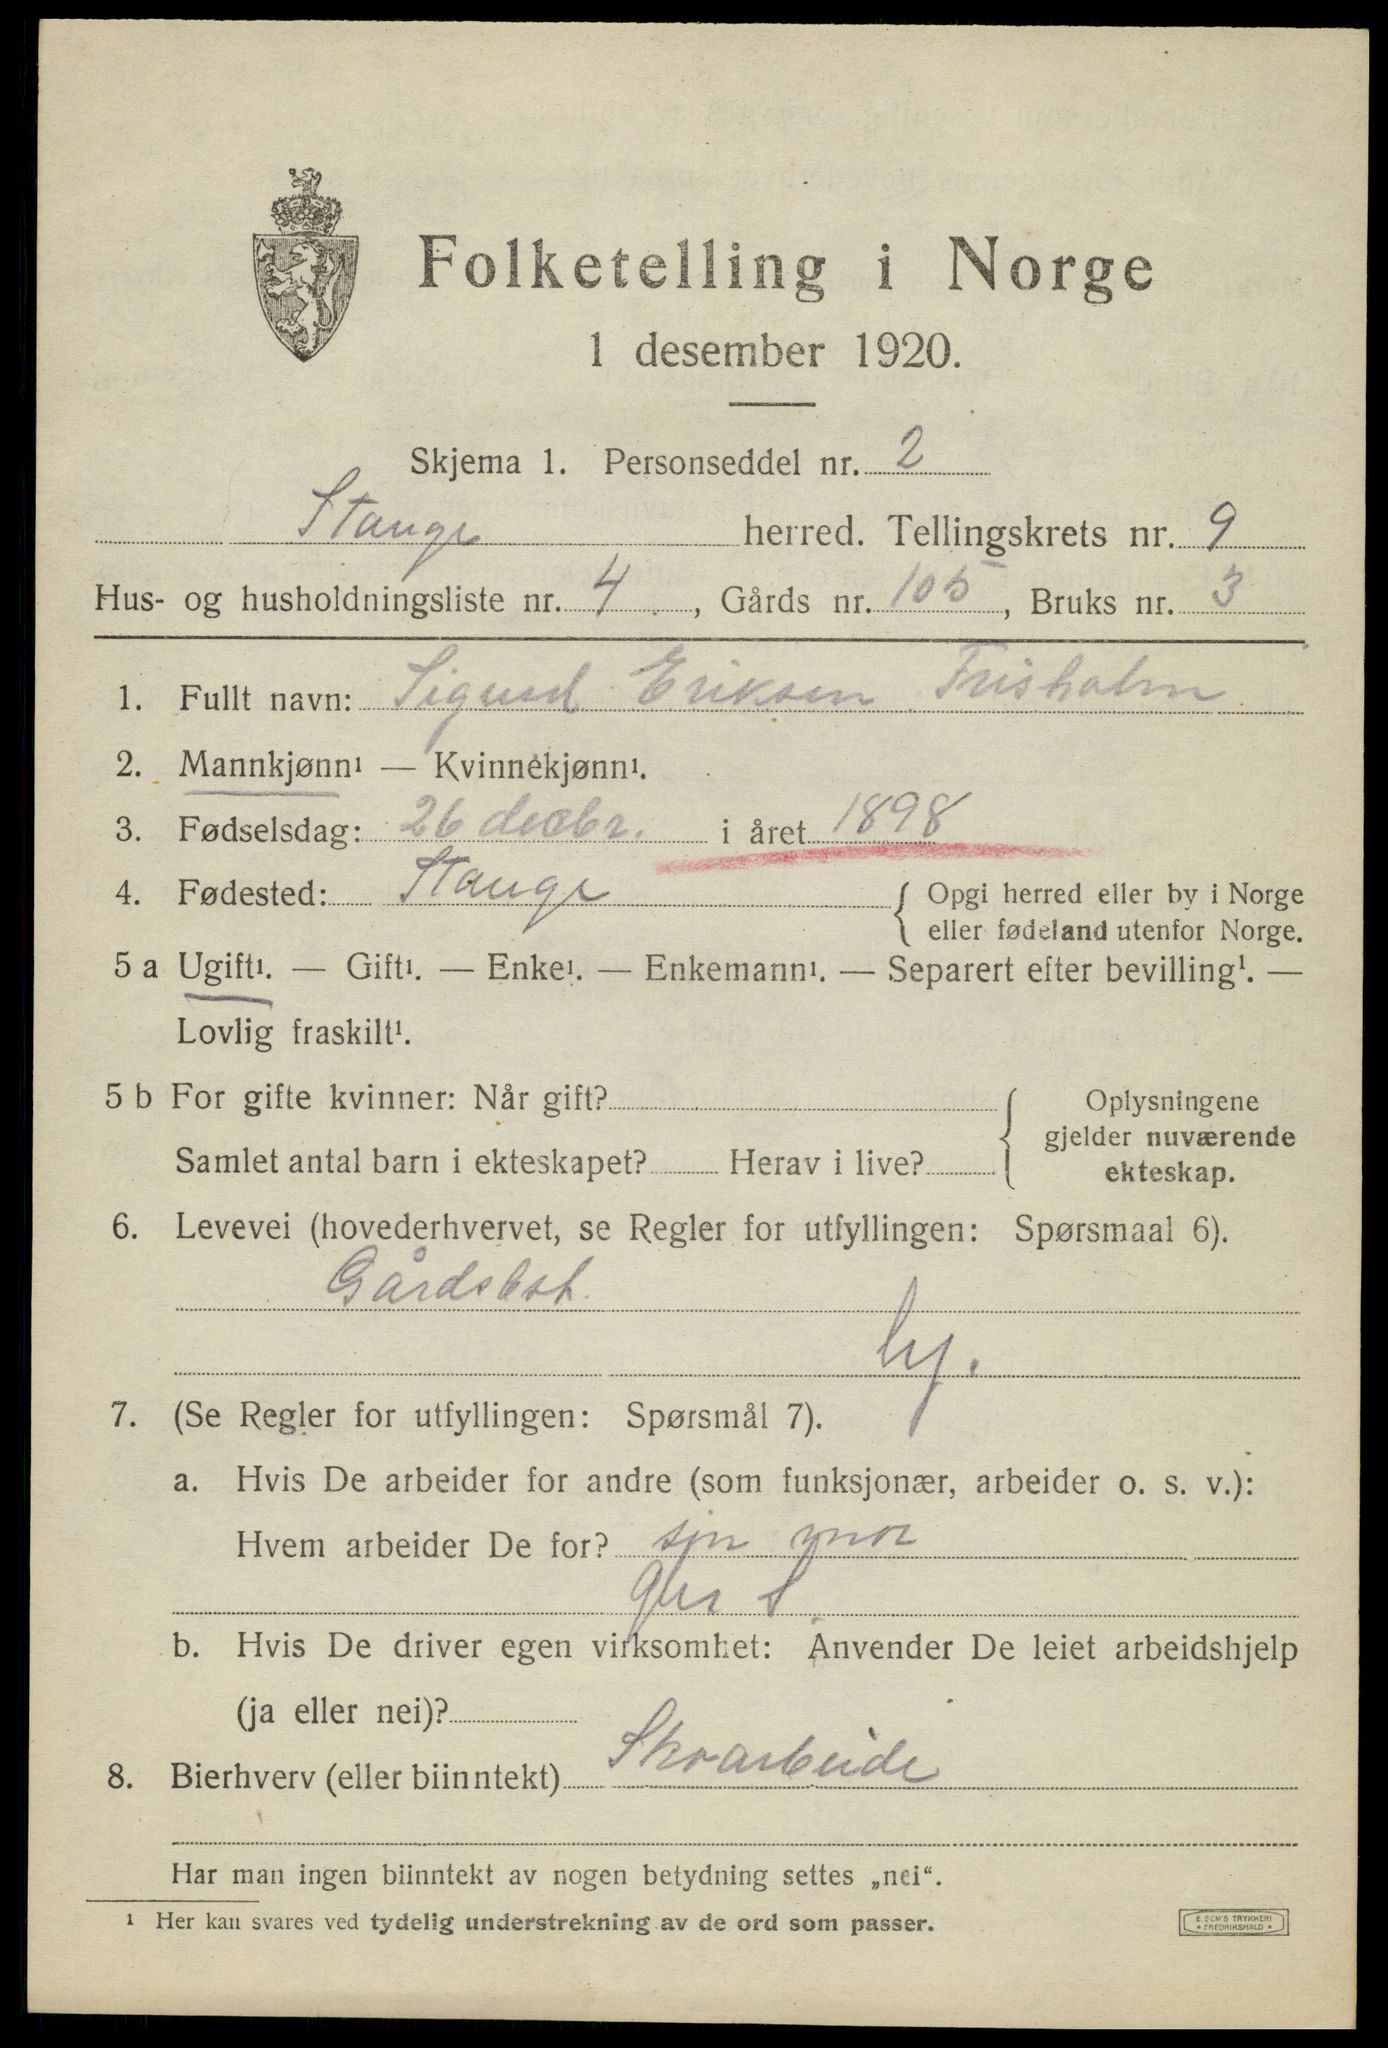 Folketelling i Norge
1 desember 1920.
Skjema 1. Personseddel nr. 2
Stange herred. Tellingskrets nr. 9
Hus- og husholdningsliste nr. 4, Gårds nr. 105, Bruks nr. 3
1. Fullt navn: Sigurd Eriksen Frisholm
2. Mannkjønn¹ — Kvinnekjønn¹.
3. Fødselsdag: 26 decbr. i året 1898
4. Fødested: Stange { Opgi herred eller by i Norge
eller fødeland utenfor Norge.
5 a Ugift¹. — Gift¹. — Enke¹. — Enkemann¹. — Separert efter bevilling¹. —
Lovlig fraskilt¹.
5 b For gifte kvinner: Når gift? { Oplysningene
gjelder nuværende
Samlet antal barn i ekteskapet? Herav i live? ekteskap.
6. Levevei (hovederhvervet, se Regler for utfyllingen: Spørsmaal 6).
Gårdsbst.
7. (Se Regler for utfyllingen: Spørsmål 7).
a. Hvis De arbeider for andre (som funksjonær, arbeider o. s. v.):
Hvem arbeider De for? sin mor
b. Hvis De driver egen virksomhet: Anvender De leiet arbeidshjelp
(ja eller nei)?
8. Bierhverv (eller biinntekt) Skoarbeide
Har man ingen biinntekt av nogen betydning settes „nei“.
¹ Her kan svares ved tydelig understrekning av de ord som passer.
E. SEM'S TRYKKERI
* FREDRIKSHALD *